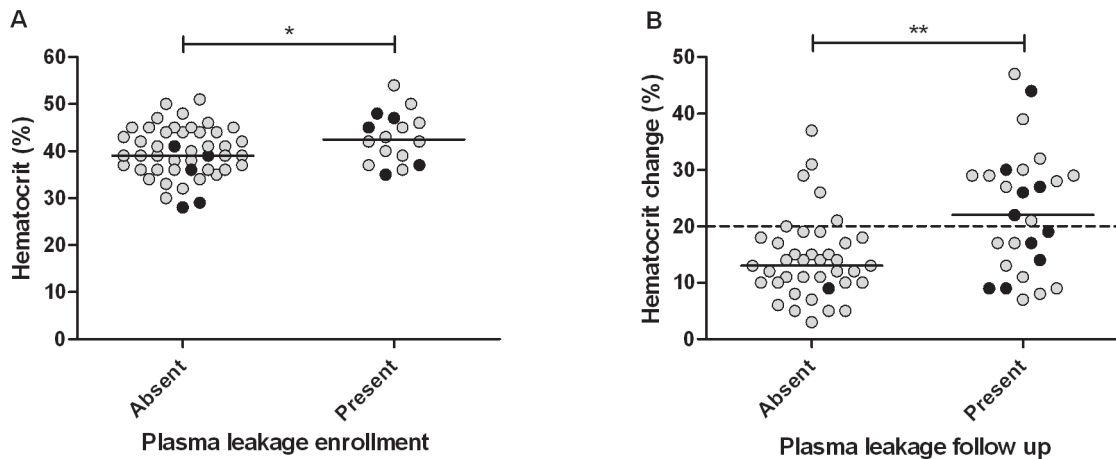 A
*
60
50
40
30
20
10
0
Hematocrit (%)
Absent
Present
Plasma leakage enrollment
B
**
50
40
30
20
10
0
Hematocrit change (%)
Absent
Present
Plasma leakage follow up